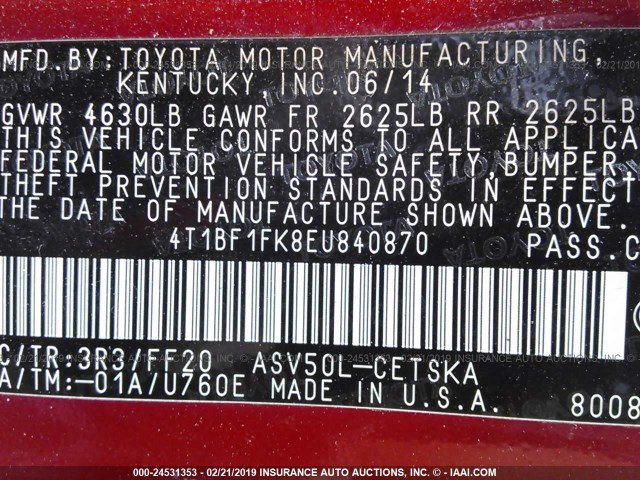 MFD. BY: TOYOTA MOTOR MANUFACTURING,
KENTUCKY, INC. 06/14
GVWR 4630LB GAWR FR 2625LB RR 2625LB
THIS VEHICLE CONFORMS TO ALL APPLICA
FEDERAL MOTOR VEHICLE SAFETY, BUMPER,
THEFT PREVENTION STANDARDS IN EFFECT
THE DATE OF MANUFACTURE SHOWN ABOVE.
4T1BF1FK8EU840870 PASS.C
C/TR:3R3/FF20 ASV50L-CETSKA
A/TM:-01A/U760E MADE IN U.S.A. 8008
000-24531353 - 02/21/2019 INSURANCE AUTO AUCTIONS, INC. - IAAI.COM